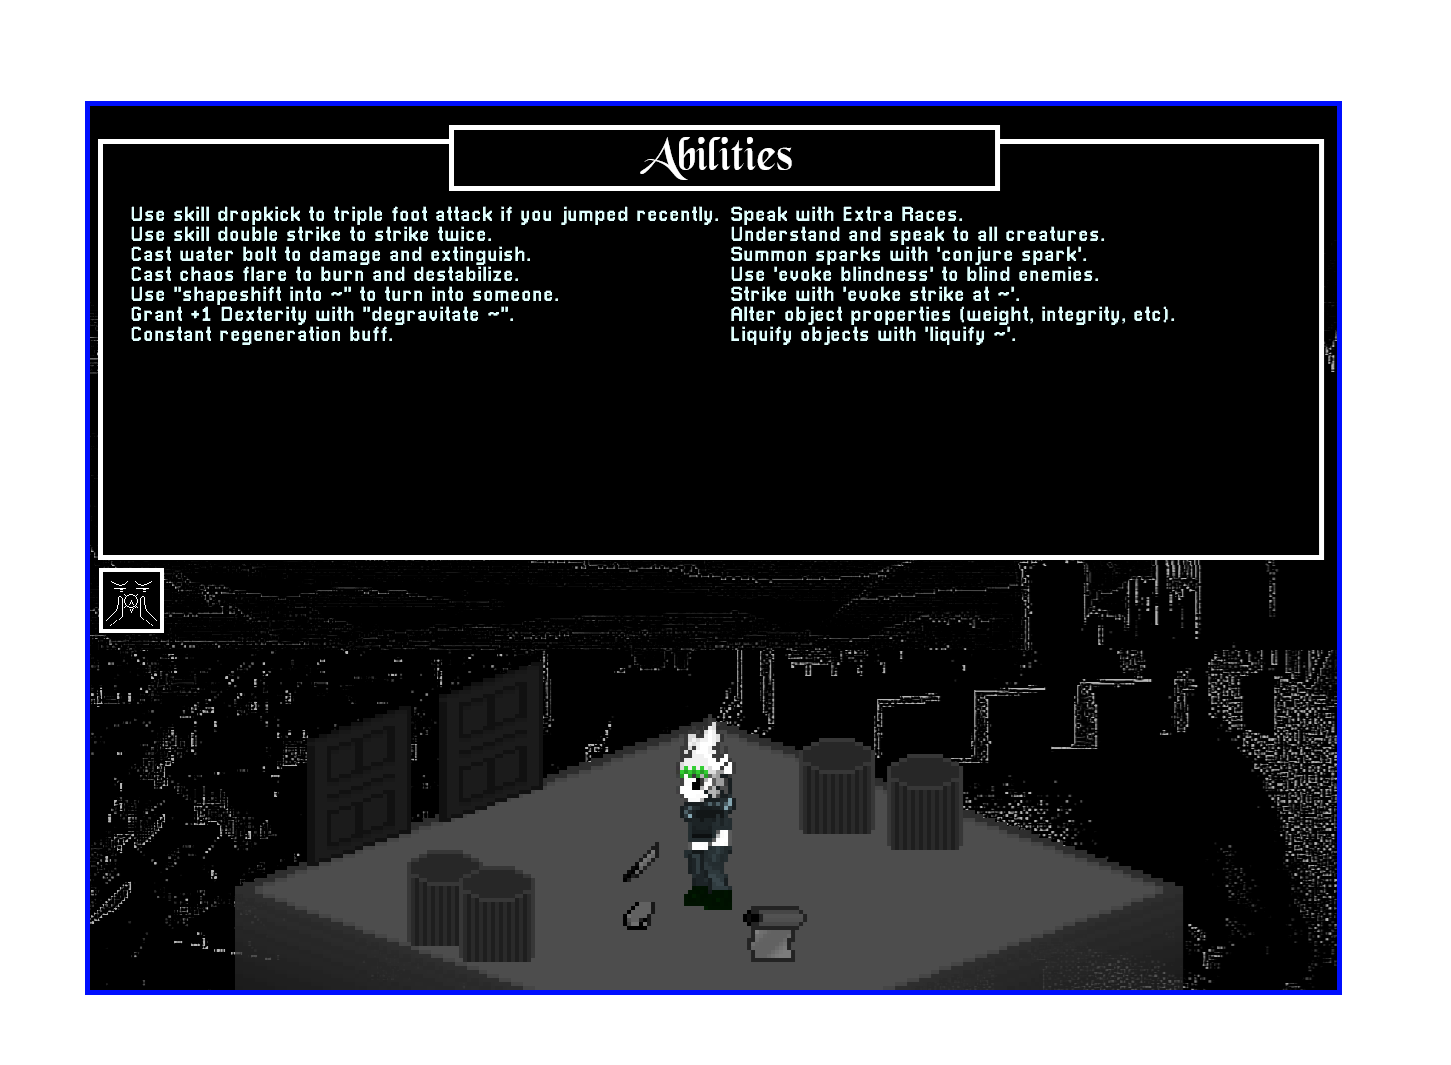 Abilities
Use skill dropkick to triple foot attack if you jumped recently.
Use skill double strike to strike twice.
Cast water bolt to damage and extinguish.
Cast chaos flare to burn and destabilize.
Use "shapeshift into ~" to turn into someone.
Grant +1 Dexterity with "degravitate ~".
Constant regeneration buff.
Speak with Extra Races.
Understand and speak to all creatures.
Summon sparks with 'conjure spark'.
Use 'evoke blindness' to blind enemies.
Strike with 'evoke strike at ~'.
Alter object properties (weight, integrity, etc).
Liquify objects with 'liquify ~'.